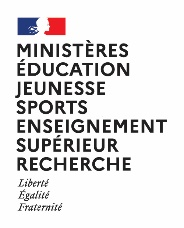 MINISTÈRES
ÉDUCATION
JEUNESSE
SPORTS
ENSEIGNEMENT
SUPÉRIEUR
RECHERCHE
Liberté
Égalité
Fraternité